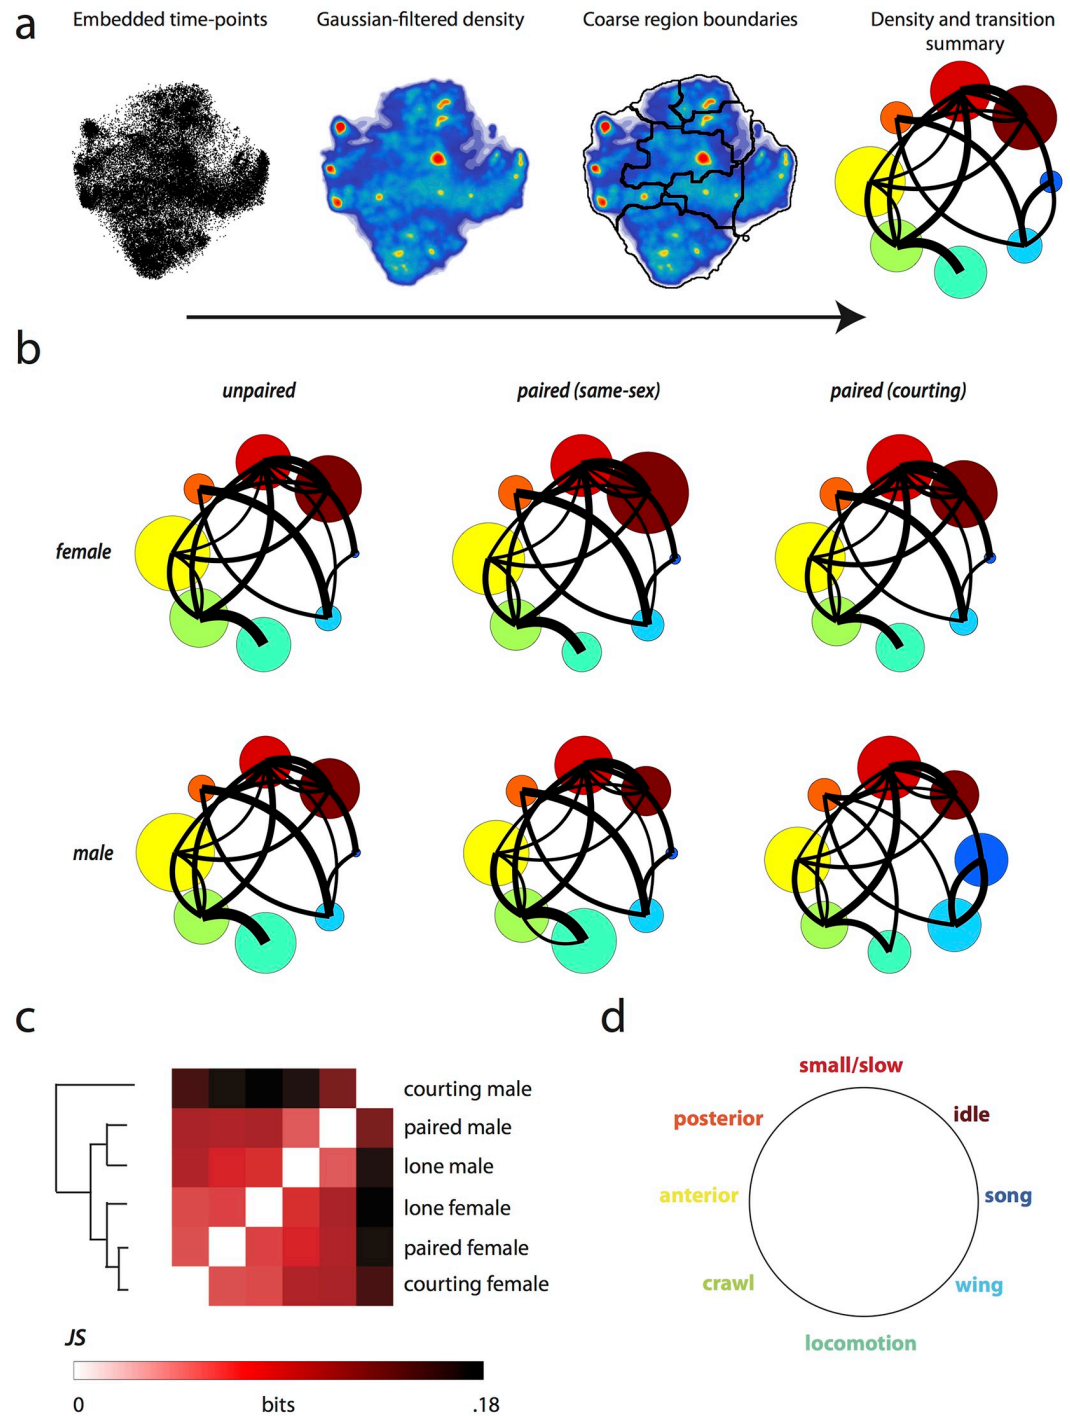 a
Embedded time-points
Gaussian-filtered density
Coarse region boundaries
Density and transition
summary
b
unpaired
paired (same-sex)
paired (courting)
female
male
c
courting male
paired male
lone male
lone female
paired female
courting female
JS
0
bits
.18
d
small/slow
posterior
idle
anterior
song
crawl
wing
locomotion